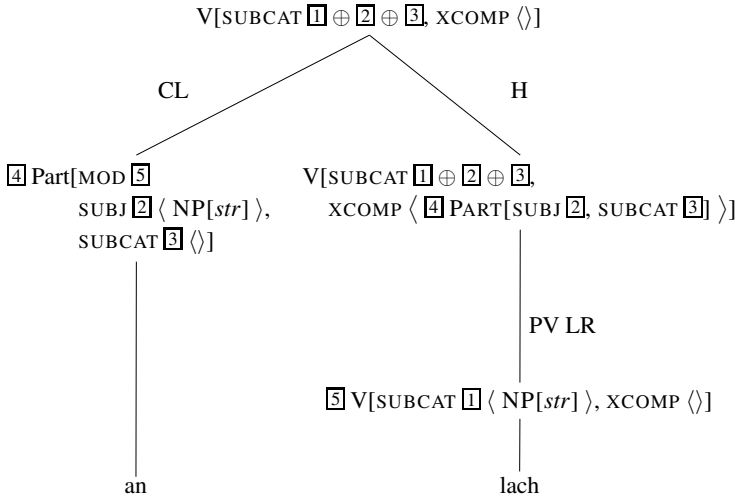 V[SUBCAT 1 ⊕ 2 ⊕ 3, XCOMP ⟨⟩]
CL H
4 Part[MOD 5 V[SUBCAT 1 ⊕ 2 ⊕ 3,
SUBJ 2 ⟨ NP[str] ⟩, XCOMP ⟨ 4 PART[SUBJ 2, SUBCAT 3] ⟩]
SUBCAT 3 ⟨⟩]
PV LR
5 V[SUBCAT 1 ⟨ NP[str] ⟩, XCOMP ⟨⟩]
an lach